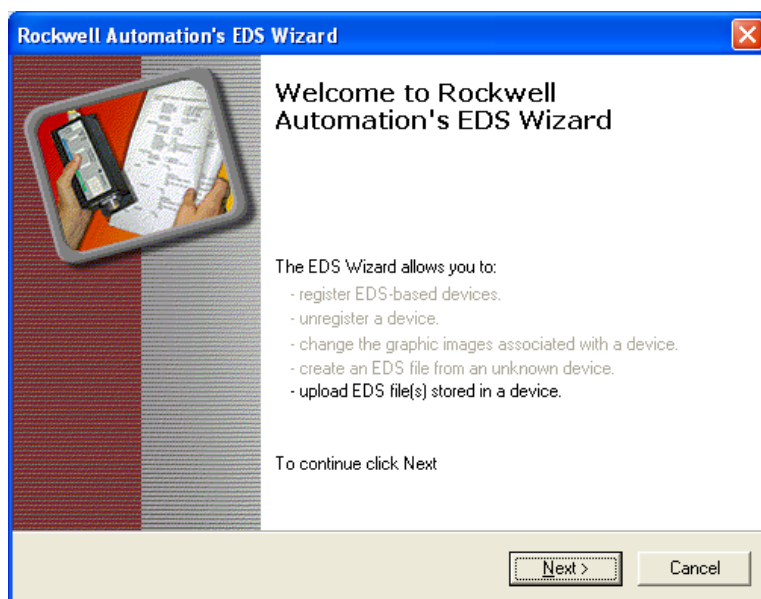 Rockwell Automation's EDS Wizard
Welcome to Rockwell
Automation's EDS Wizard
The EDS Wizard allows you to:
- register EDS-based devices.
- unregister a device.
- change the graphic images associated with a device.
- create an EDS file from an unknown device.
- upload EDS file(s) stored in a device.
To continue click Next
Next >
Cancel